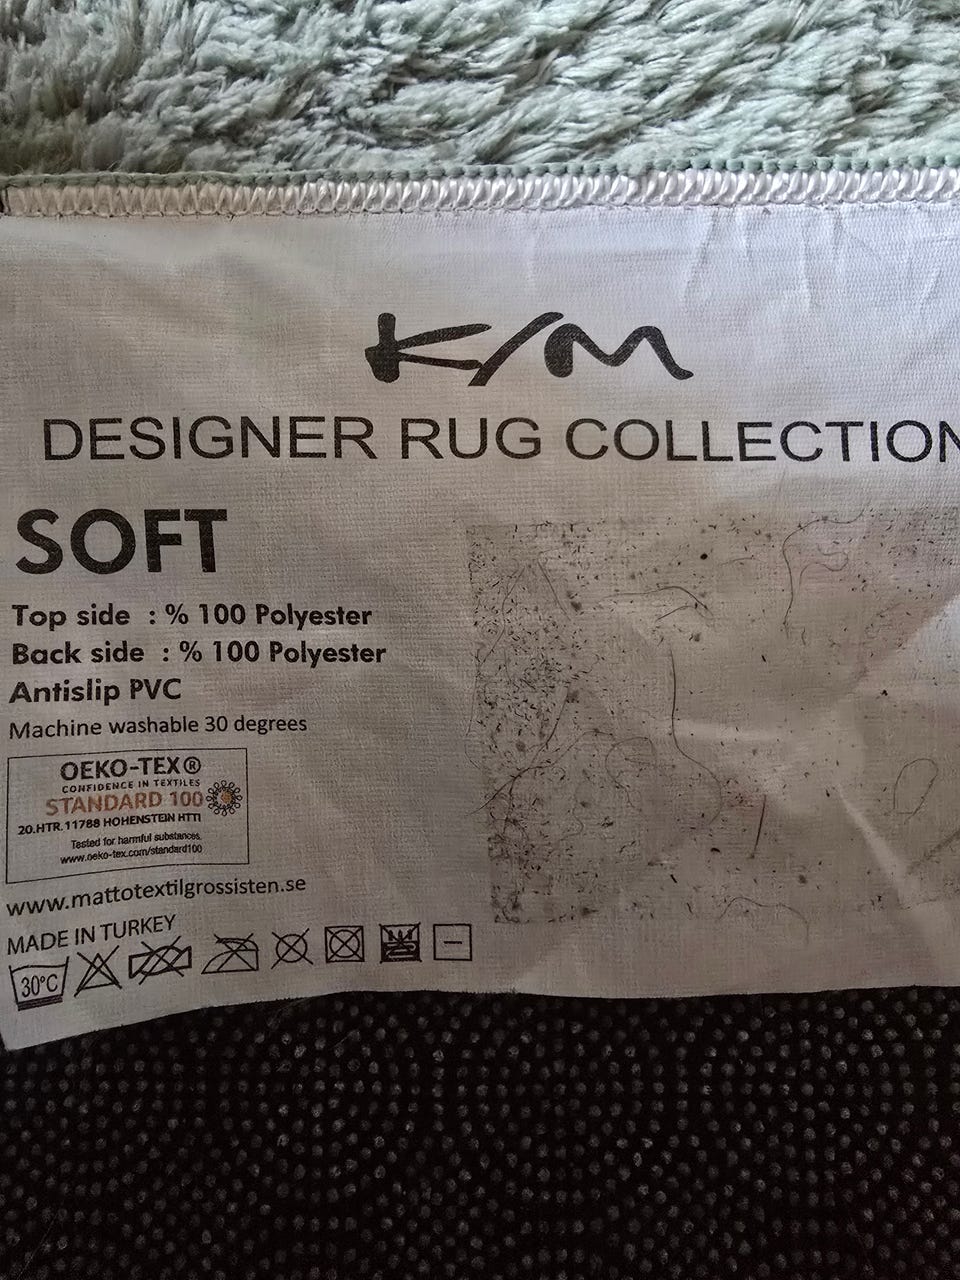 K/M
DESIGNER RUG COLLECTION
SOFT
Top side : % 100 Polyester
Back side : % 100 Polyester
Antislip PVC
Machine washable 30 degrees
OEKO-TEX®
CONFIDENCE IN TEXTILES
STANDARD 100
20.HTR.11788 HOHENSTEIN HTTI
Tested for harmful substances.
www.oeko-tex.com/standard100
www.mattotextilgrossisten.se
MADE IN TURKEY
30°C